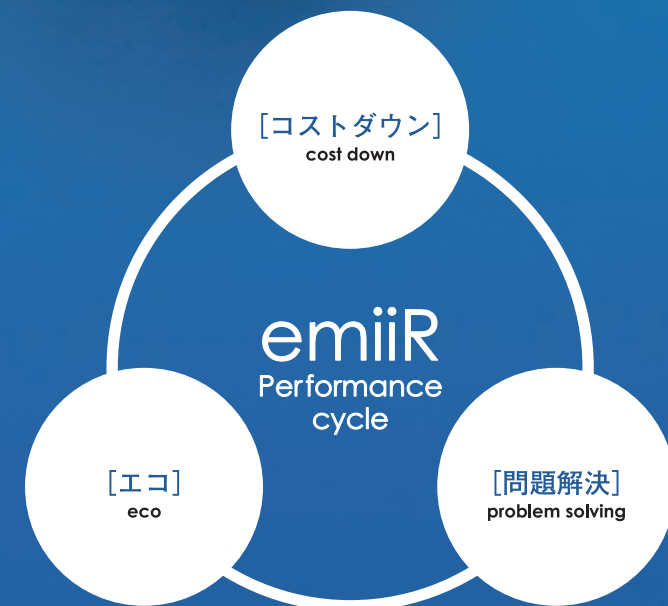 [コストダウン]
cost down
emiiR
Performance
cycle
[エコ]
eco
[問題解決]
problem solving